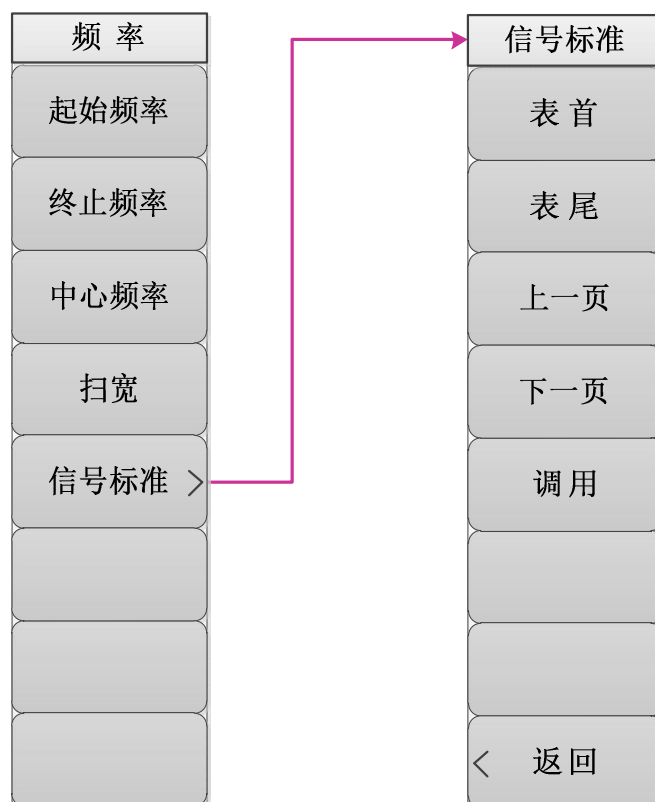 频 率
起始频率
终止频率
中心频率
扫宽
信号标准
信号标准
表 首
表 尾
上一页
下一页
调 用
返 回